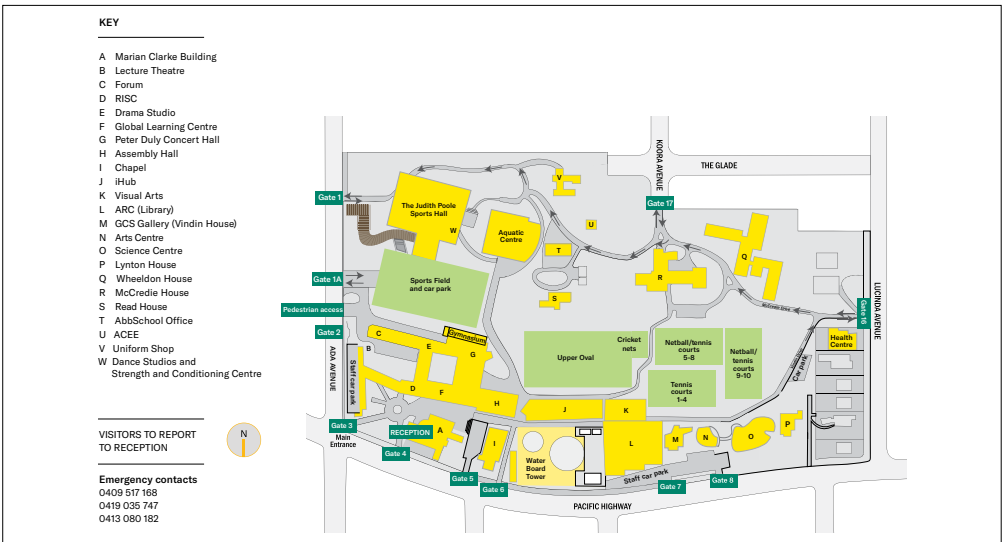 KEY
A Marian Clarke Building
B Lecture Theatre
C Forum
D RISC
E Drama Studio
F Global Learning Centre
G Peter Duly Concert Hall
H Assembly Hall
I Chapel
J iHub
K Visual Arts
L ARC (Library)
M GCS Gallery (Vindin House)
N Arts Centre
O Science Centre
P Lynton House
Q Wheeldon House
R McCredie House
S Read House
T AbbSchool Office
U ACEE
V Uniform Shop
W Dance Studios and
Strength and Conditioning Centre
VISITORS TO REPORT
TO RECEPTION
N
Emergency contacts
0409 517 168
0419 035 747
0413 080 182
KOORA AVENUE
THE GLADE
Gate 1
V
Gate 17
The Judith Poole
Sports Hall
W
Aquatic
Centre
U
T
Q
Gate 1A
Sports Field
and car park
R
S
McCredie Drive
Pedestrian access
Gate 16
LUCINDA AVENUE
Gate 2
ADA AVENUE
C
Gymnasium
B
E
G
Upper Oval
Cricket
nets
Netball/tennis
courts
5-8
Netball/
tennis
courts
9-10
Health
Centre
Car park
Staff car park
D
F
H
J
K
Tennis
courts
1-4
Gate 3
Main
Entrance
RECEPTION
A
Gate 4
I
Water
Board
Tower
L
M
N
O
P
Gate 5
Gate 6
Staff car park
Gate 7
Gate 8
PACIFIC HIGHWAY